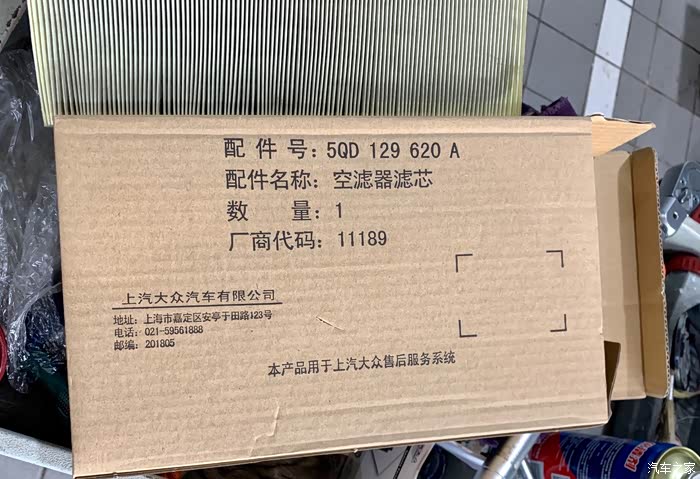 配 件 号：5QD 129 620 A
配件名称：空滤器滤芯
数 量：1
厂商代码：11189
上汽大众汽车有限公司
地址：上海市嘉定区安亭于田路123号
电话：021-59561888
邮编：201805
本产品用于上汽大众售后服务系统
汽车之家